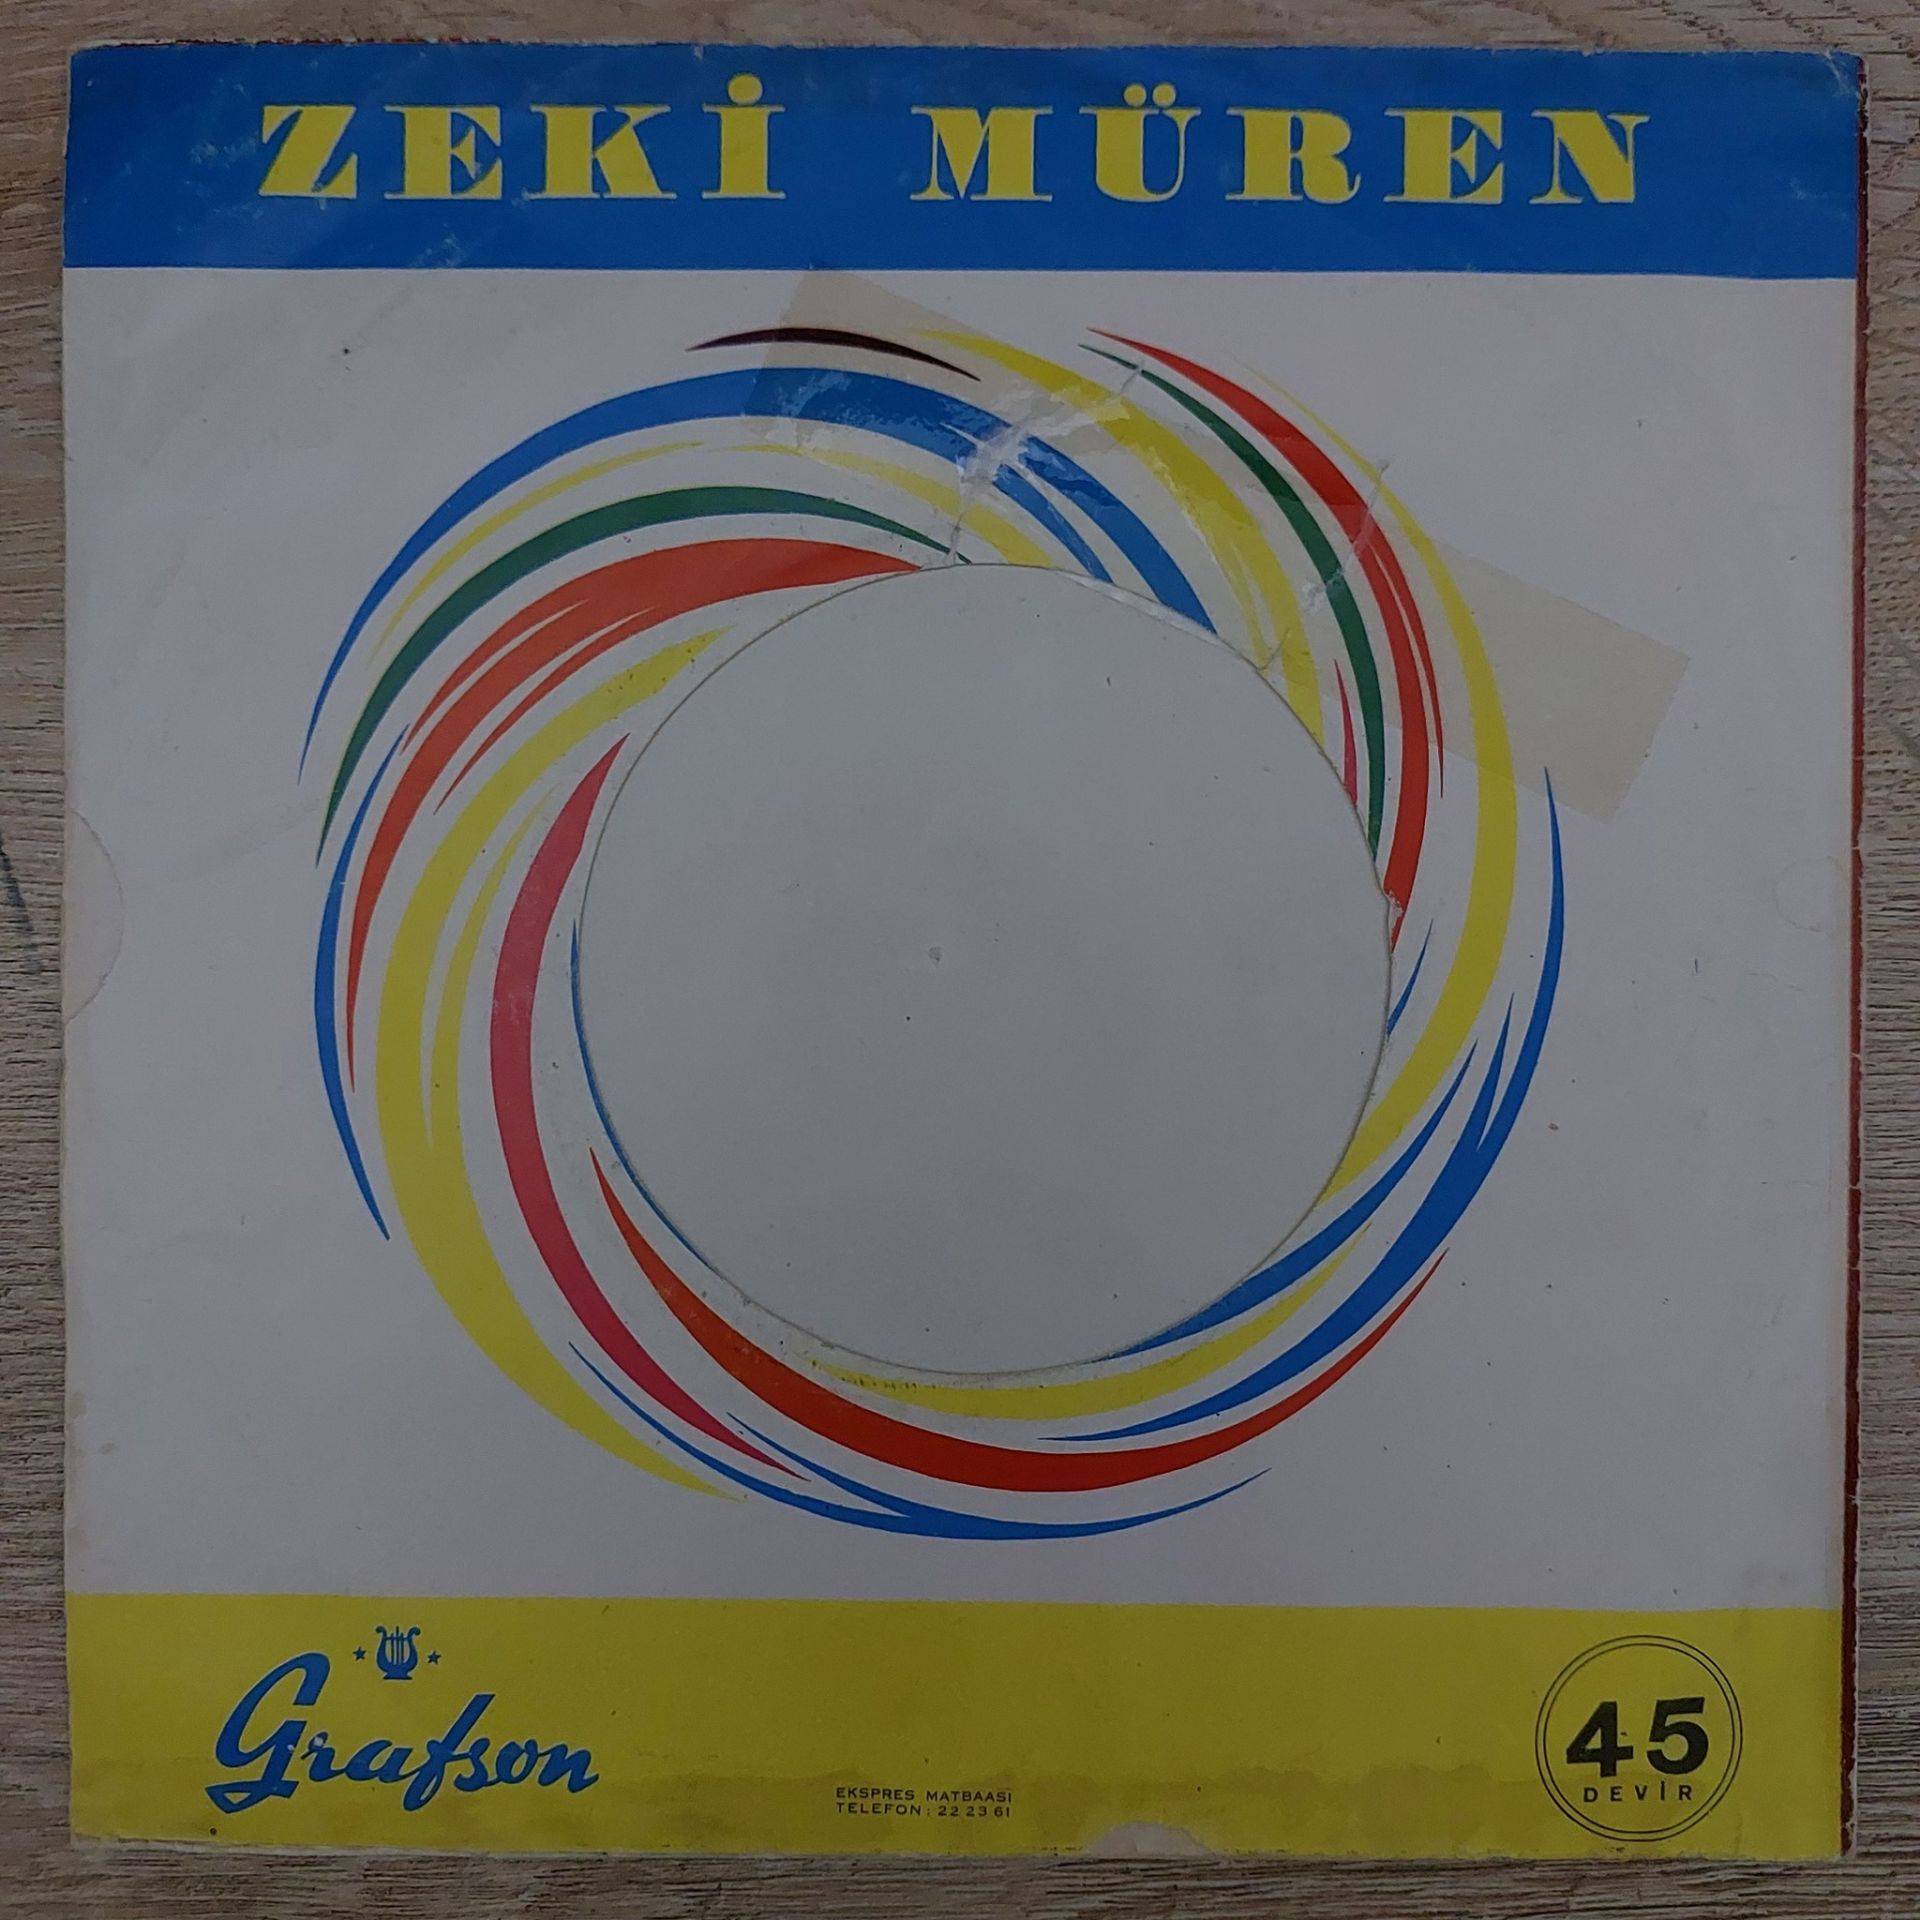 ZEKİ MÜREN
Grafson
EKSPRES MATBAASI
TELEFON : 22 23 61
45
DEVİR